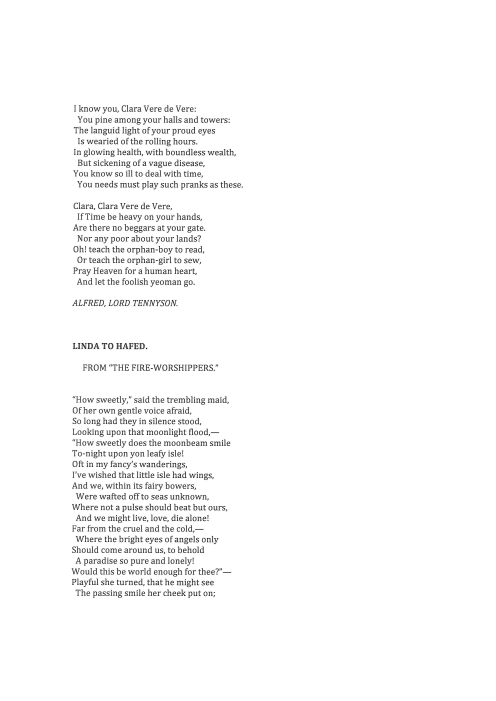 I know you, Clara Vere de Vere:
You pine among your halls and towers:
The languid light of your proud eyes
Is wearied of the rolling hours.
In glowing health, with boundless wealth,
But sickening of a vague disease,
You know so ill to deal with time,
You needs must play such pranks as these.
Clara, Clara Vere de Vere,
If Time be heavy on your hands,
Are there no beggars at your gate.
Nor any poor about your lands?
Oh! teach the orphan-boy to read,
Or teach the orphan-girl to sew,
Pray Heaven for a human heart,
And let the foolish yeoman go.
ALFRED, LORD TENNYSON.
LINDA TO HAFED.
FROM "THE FIRE-WORSHIPPERS."
"How sweetly," said the trembling maid,
Of her own gentle voice afraid,
So long had they in silence stood,
Looking upon that moonlight flood,—
"How sweetly does the moonbeam smile
To-night upon yon leafy isle!
Oft in my fancy's wanderings,
I've wished that little isle had wings,
And we, within its fairy bowers,
Were wafted off to seas unknown,
Where not a pulse should beat but ours,
And we might live, love, die alone!
Far from the cruel and the cold,—
Where the bright eyes of angels only
Should come around us, to behold
A paradise so pure and lonely!
Would this be world enough for thee?"—
Playful she turned, that he might see
The passing smile her cheek put on;